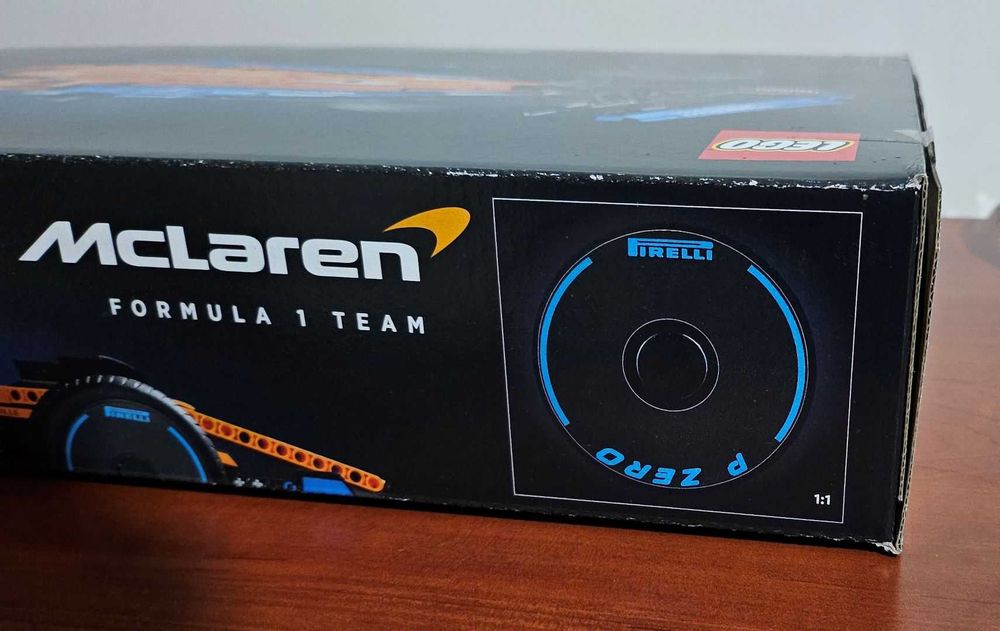 LEGO
McLaren
FORMULA 1 TEAM
PIRELLI
P ZERO
1:1
PIRELLI